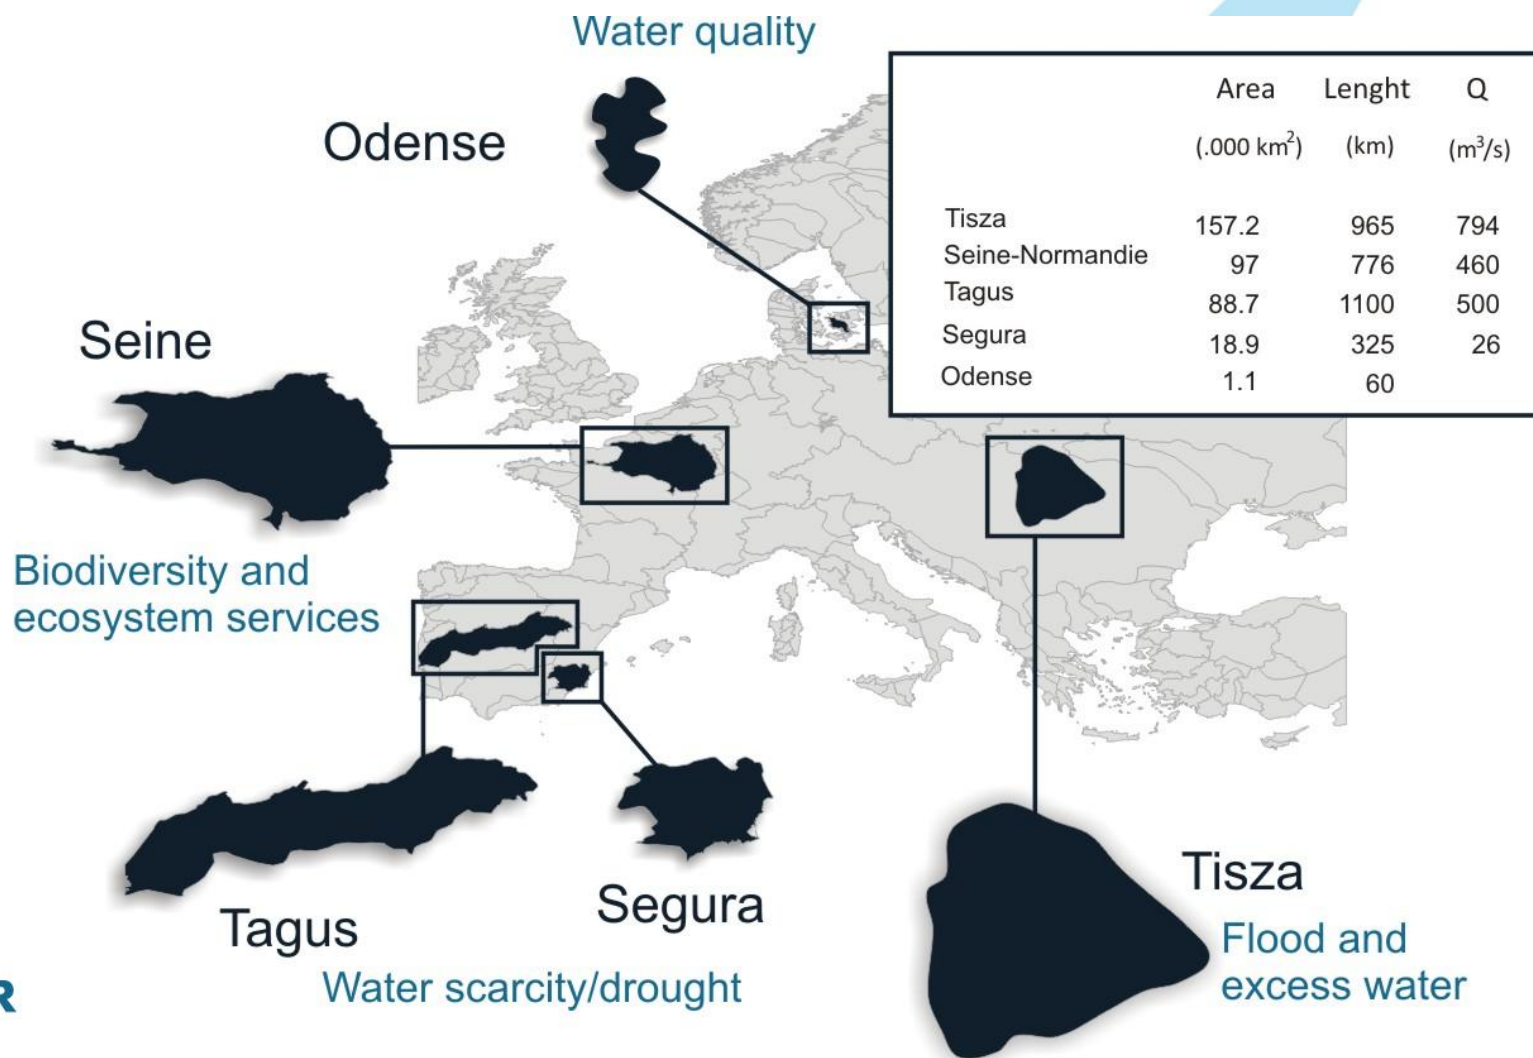 Water quality
Odense
Area Lenght Q
(.000 km²) (km) (m³/s)
Tisza 157.2 965 794
Seine-Normandie 97 776 460
Tagus 88.7 1100 500
Segura 18.9 325 26
Odense 1.1 60
Seine
Biodiversity and
ecosystem services
Tagus
Segura
Water scarcity/drought
Tisza
Flood and
excess water
R